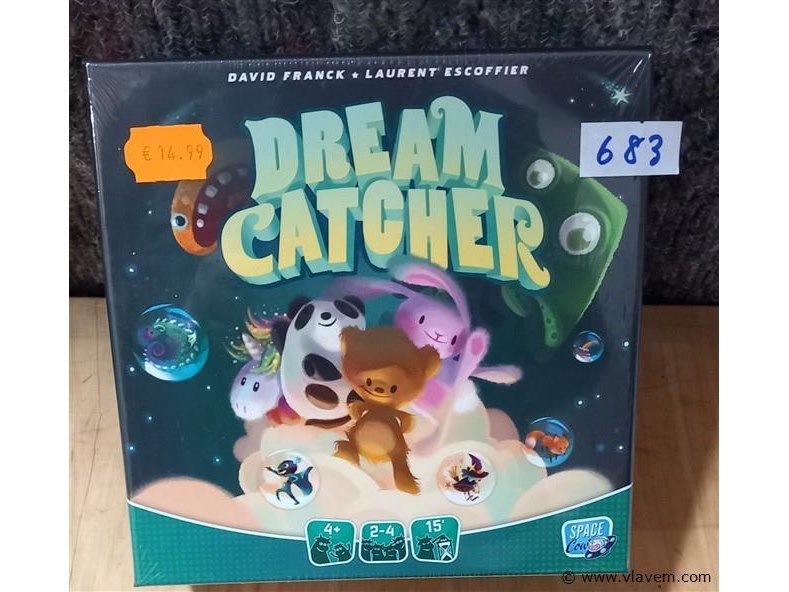 DAVID FRANCK ★ LAURENT ESCOFFIER
DREAM
CATCHER
€ 14.99
683
4+
2-4
15'
SPACE
Cow
© www.vlavem.com